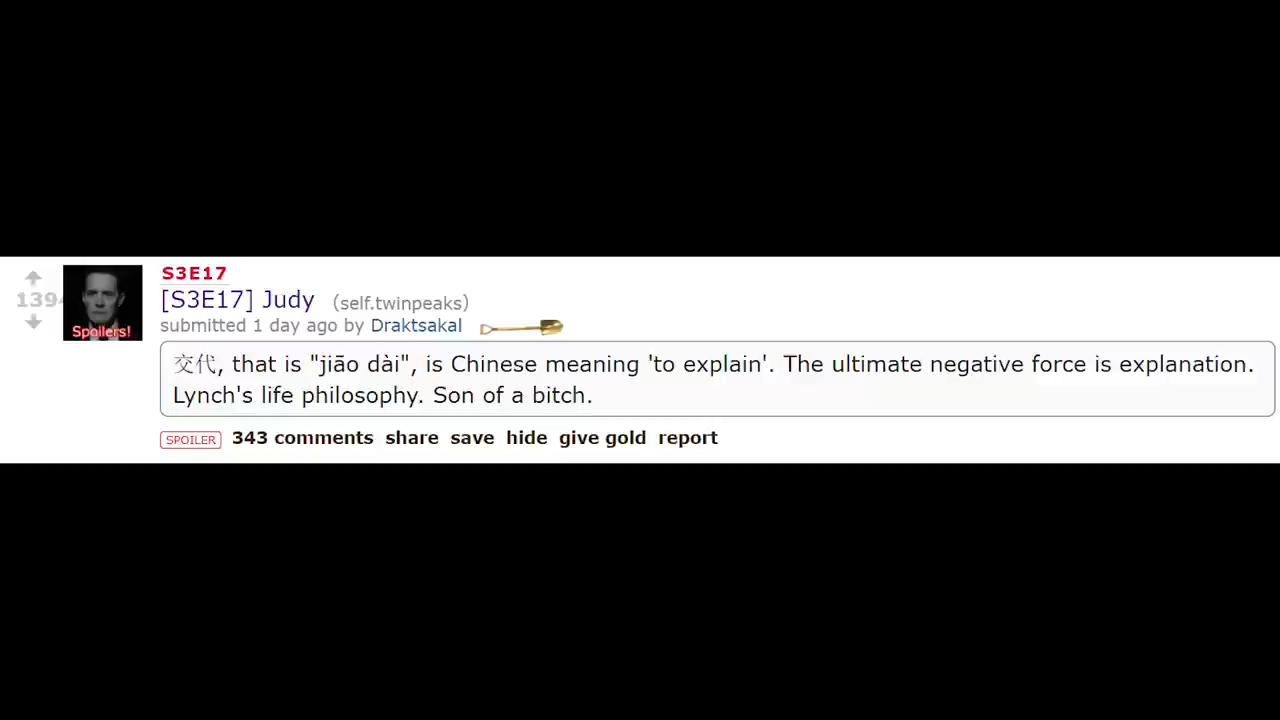 S3E17
139
Spoilers!
[S3E17] Judy (self.twinpeaks)
submitted 1 day ago by Draktsakal
交代, that is "jiāo dài", is Chinese meaning 'to explain'. The ultimate negative force is explanation.
Lynch's life philosophy. Son of a bitch.
SPOILER 343 comments share save hide give gold report